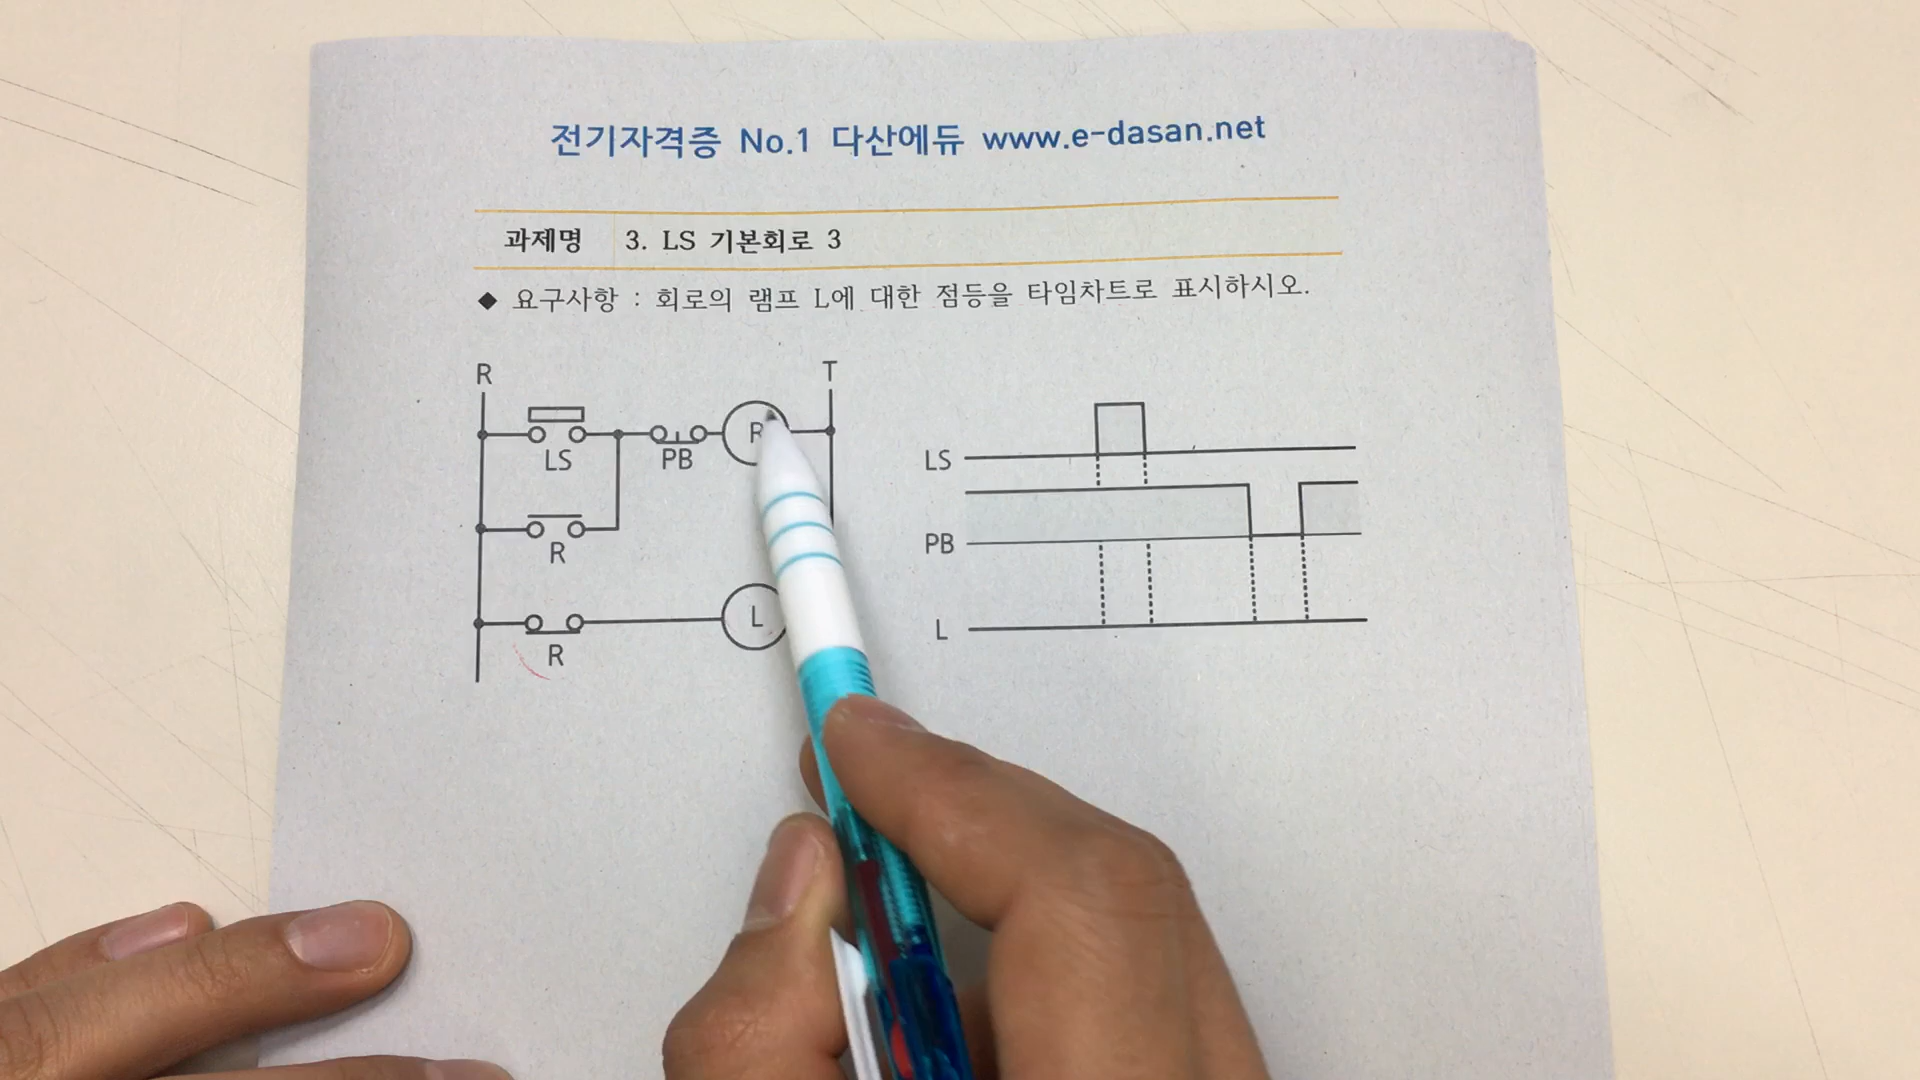 전기자격증 No.1 다산에듀 www.e-dasan.net
과제명 3. LS 기본회로 3
◆ 요구사항 : 회로의 램프 L에 대한 점등을 타임차트로 표시하시오.
R T
LS PB R
R
R L
LS
PB
L